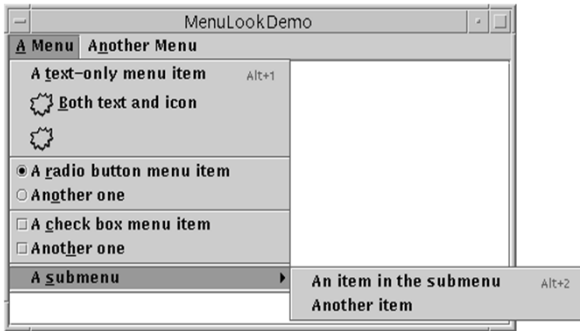 MenuLookDemo
A Menu Another Menu
A text-only menu item Alt+1
Both text and icon
A radio button menu item
Another one
A check box menu item
Another one
A submenu
An item in the submenu Alt+2
Another item